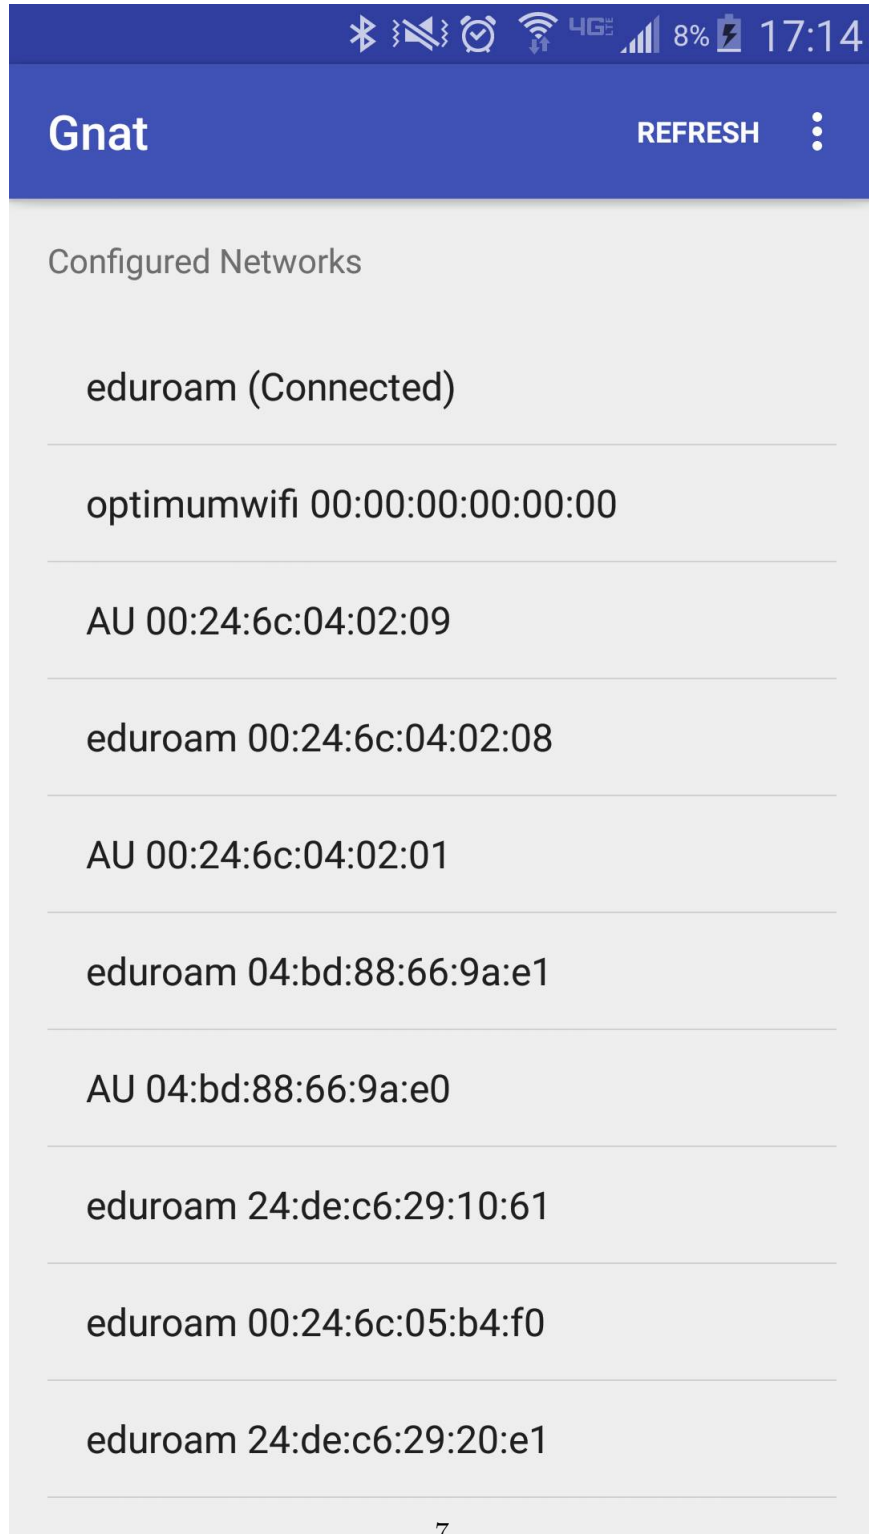 4G LTE 8% 17:14
Gnat REFRESH
Configured Networks
eduroam (Connected)
optimumwifi 00:00:00:00:00:00
AU 00:24:6c:04:02:09
eduroam 00:24:6c:04:02:08
AU 00:24:6c:04:02:01
eduroam 04:bd:88:66:9a:e1
AU 04:bd:88:66:9a:e0
eduroam 24:de:c6:29:10:61
eduroam 00:24:6c:05:b4:f0
eduroam 24:de:c6:29:20:e1
7